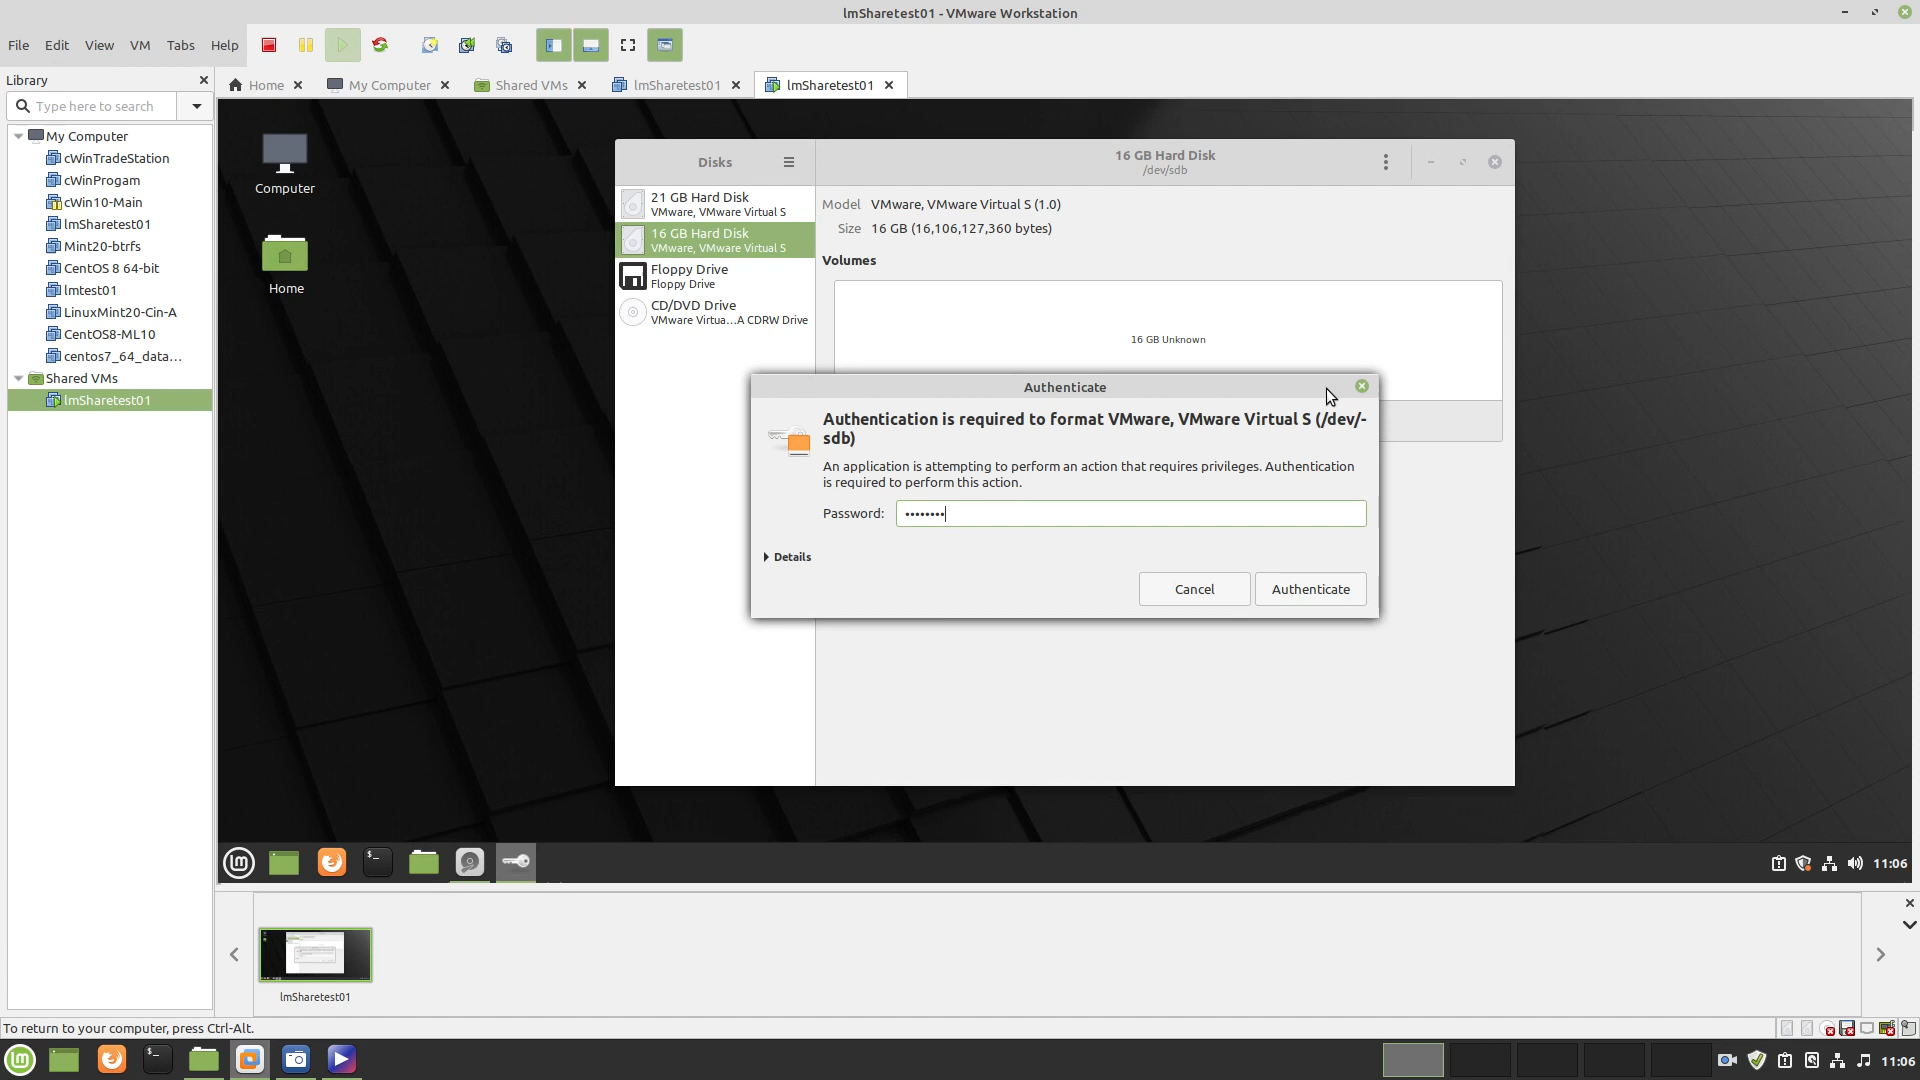 lmSharetest01 - VMware Workstation
File Edit View VM Tabs Help
Library
Type here to search
My Computer
cWinTradeStation
cWinProgam
cWin10-Main
lmSharetest01
Mint20-btrfs
CentOS 8 64-bit
lmtest01
LinuxMint20-Cin-A
CentOS8-ML10
centos7_64_data...
Shared VMs
lmSharetest01
Home My Computer Shared VMs lmSharetest01 lmSharetest01
Computer
Home
Disks
16 GB Hard Disk
/dev/sdb
21 GB Hard Disk
VMware, VMware Virtual S
16 GB Hard Disk
VMware, VMware Virtual S
Floppy Drive
Floppy Drive
CD/DVD Drive
VMware Virtua...A CDRW Drive
Model VMware, VMware Virtual S (1.0)
Size 16 GB (16,106,127,360 bytes)
Volumes
16 GB Unknown
Authenticate
Authentication is required to format VMware, VMware Virtual S (/dev/-
sdb)
An application is attempting to perform an action that requires privileges. Authentication
is required to perform this action.
Password: ••••••••
Details
Cancel Authenticate
11:06
lmSharetest01
To return to your computer, press Ctrl-Alt.
11:06